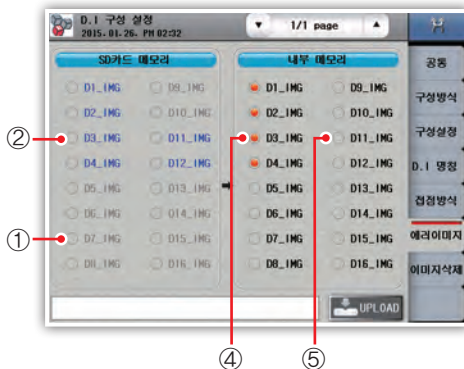 D.I 구성 설정
2015.01.26. PM 02:32
▼ 1/1 page ▲
SD카드 메모리
내부 메모리
D1_IMG D9_IMG D1_IMG D9_IMG
D2_IMG D10_IMG D2_IMG D10_IMG
D3_IMG D11_IMG D3_IMG D11_IMG
D4_IMG D12_IMG D4_IMG D12_IMG
D5_IMG D13_IMG D5_IMG D13_IMG
D6_IMG D14_IMG D6_IMG D14_IMG
D7_IMG D15_IMG D7_IMG D15_IMG
D8_IMG D16_IMG D8_IMG D16_IMG
UPLOAD
공통
구성방식
구성설정
D.I 명칭
접점방식
에러이미지
이미지삭제
②
①
④
⑤